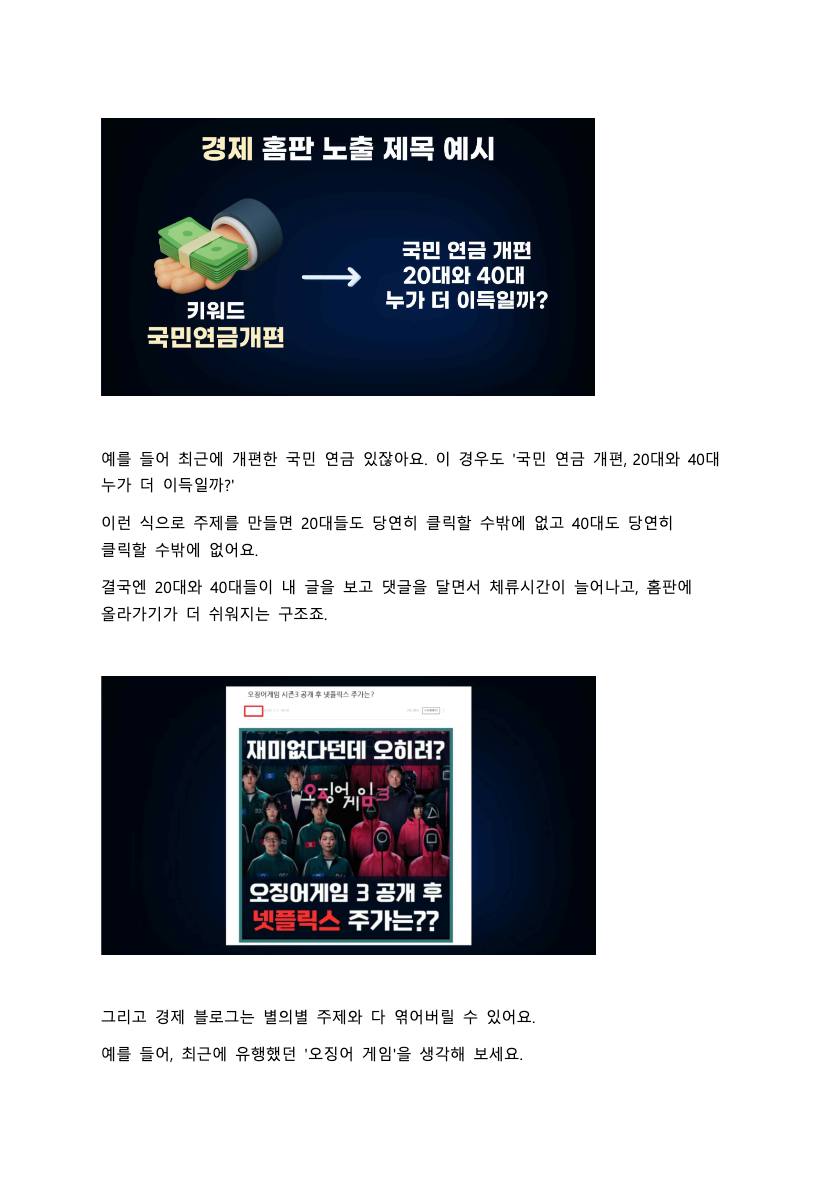 경제 홈판 노출 제목 예시
키워드
국민연금개편
국민 연금 개편
20대와 40대
누가 더 이득일까?
예를 들어 최근에 개편한 국민 연금 있잖아요. 이 경우도 '국민 연금 개편, 20대와 40대
누가 더 이득일까?'
이런 식으로 주제를 만들면 20대들도 당연히 클릭할 수밖에 없고 40대도 당연히
클릭할 수밖에 없어요.
결국엔 20대와 40대들이 내 글을 보고 댓글을 달면서 체류시간이 늘어나고, 홈판에
올라가기가 더 쉬워지는 구조죠.
오징어게임 시즌3 공개 후 넷플릭스 주가는?
재미없다던데 오히려?
오징어게임3
오징어게임 3 공개 후
넷플릭스 주가는??
그리고 경제 블로그는 별의별 주제와 다 엮어버릴 수 있어요.
예를 들어, 최근에 유행했던 '오징어 게임'을 생각해 보세요.